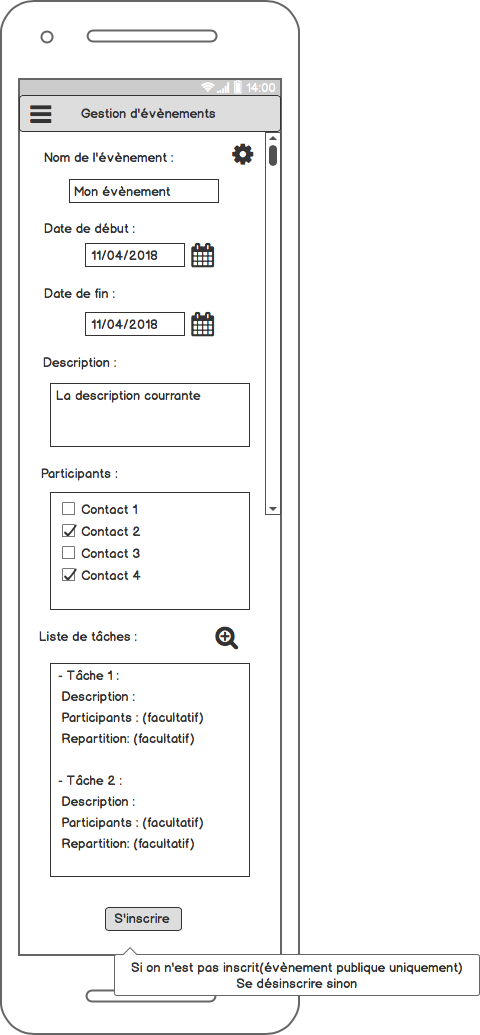 14:00
Gestion d'évènements
Nom de l'évènement :
Mon évènement
Date de début :
11/04/2018
Date de fin :
11/04/2018
Description :
La description courrante
Participants :
Contact 1
Contact 2
Contact 3
Contact 4
Liste de tâches :
- Tâche 1 :
Description :
Participants : (facultatif)
Repartition: (facultatif)
- Tâche 2 :
Description :
Participants : (facultatif)
Repartition: (facultatif)
S'inscrire
Si on n'est pas inscrit(évènement publique uniquement)
Se désinscrire sinon